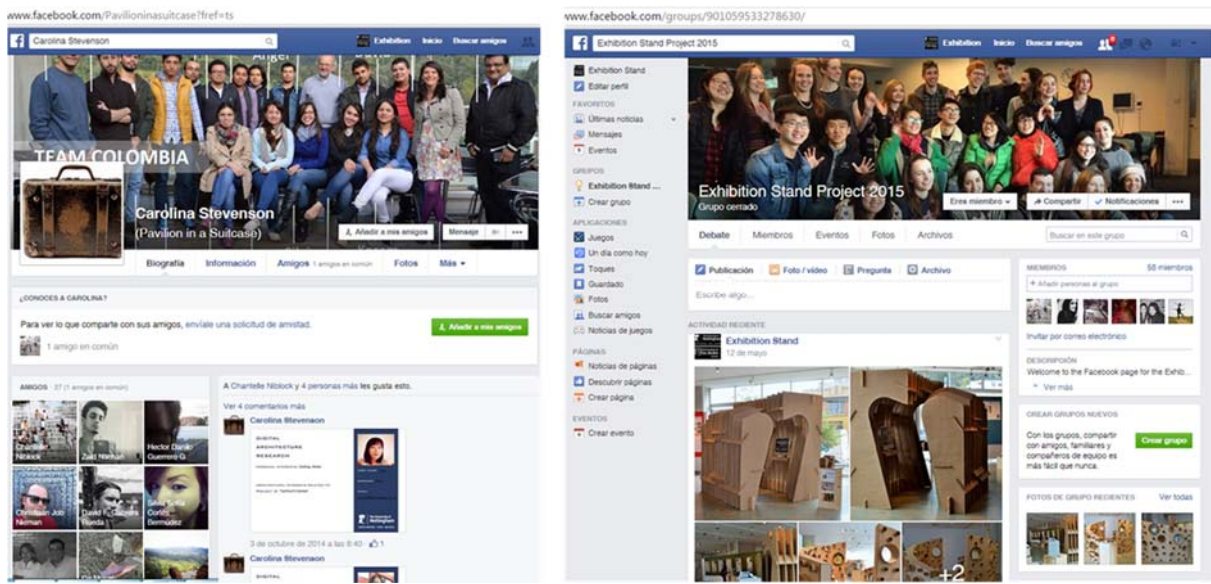 www.facebook.com/Pavilioninasuitcase?fref=ts
Carolina Stevenson
Exhibition Inicio Buscar amigos
TEAM COLOMBIA
Carolina Stevenson
(Pavilion in a Suitcase)
Añadir a mis amigos Mensaje
Biografía Información Amigos 1 amigo en común Fotos Más
¿CONOCES A CAROLINA?
Para ver lo que comparte con sus amigos, envíale una solicitud de amistad.
Añadir a mis amigos
1 amigo en común
AMIGOS · 27 (1 amigos en común)
Chantelle Niblock
Zaid Nieman
Hector Danilo Guerrero G.
Christiaan Job Nieman
David F. Cabrera Rueda
Silvia Sofía Cortés Bermúdez
A Chantelle Niblock y 4 personas más les gusta esto.
Ver 4 comentarios más
Carolina Stevenson
DIGITAL
ARCHITECTURE
RESEARCH
3 de octubre de 2014 a las 8:40 1
Carolina Stevenson
DIGITAL
www.facebook.com/groups/901059533278630/
Exhibition Stand Project 2015
Exhibition Inicio Buscar amigos
Exhibition Stand
Editar perfil
FAVORITOS
Últimas noticias
Mensajes
Eventos
GRUPOS
Exhibition Stand ...
Crear grupo
APLICACIONES
Juegos
Un día como hoy
Toques
Guardado
Fotos
Buscar amigos
Noticias de juegos
PÁGINAS
Noticias de páginas
Descubrir páginas
Crear página
EVENTOS
Crear evento
Exhibition Stand Project 2015
Grupo cerrado
Eres miembro Compartir Notificaciones
Debate Miembros Eventos Fotos Archivos
Buscar en este grupo
Publicación Foto / vídeo Pregunta Archivo
Escribe algo...
ACTIVIDAD RECIENTE
Exhibition Stand
12 de mayo
+2
MIEMBROS 58 miembros
+ Añadir personas al grupo
Invitar por correo electrónico
DESCRIPCIÓN
Welcome to the Facebook page for the Exhib...
Ver más
CREAR GRUPOS NUEVOS
Con los grupos, compartir
con amigos, familiares y
compañeros de equipo es
más fácil que nunca.
Crear grupo
FOTOS DE GRUPO RECIENTES Ver todas